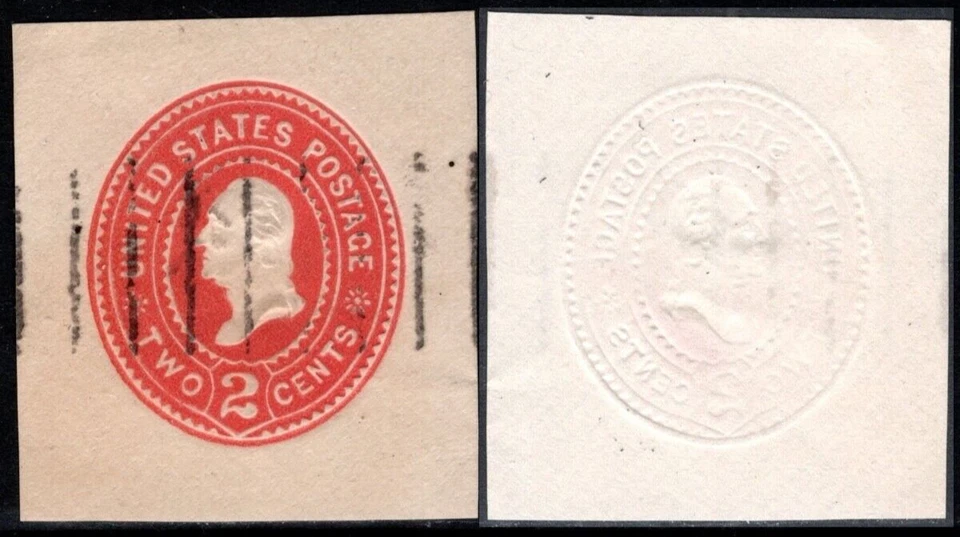 UNITED STATES POSTAGE
TWO 2 CENTS